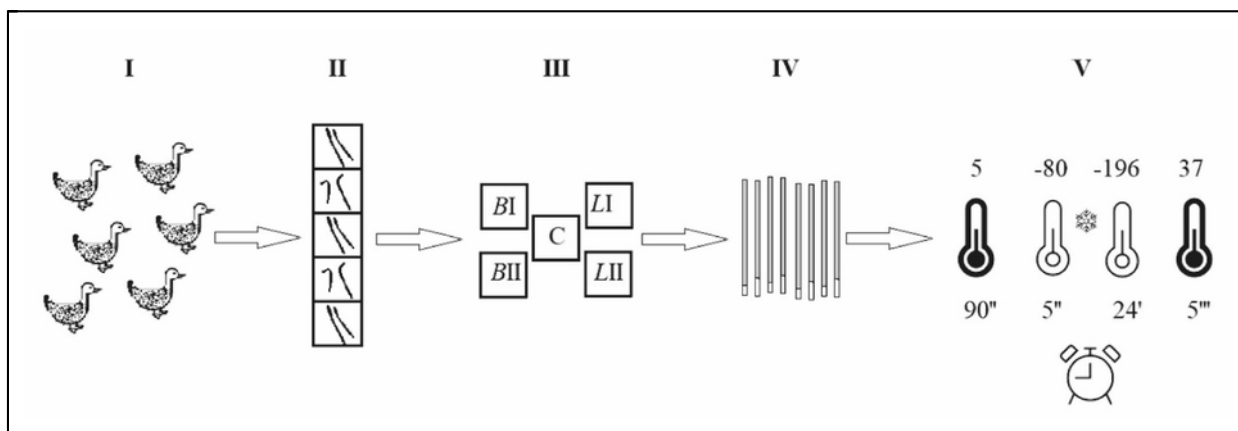 I II III IV V
5 -80 -196 37
BI LI
C
BII LII
90" 5" 24' 5'''